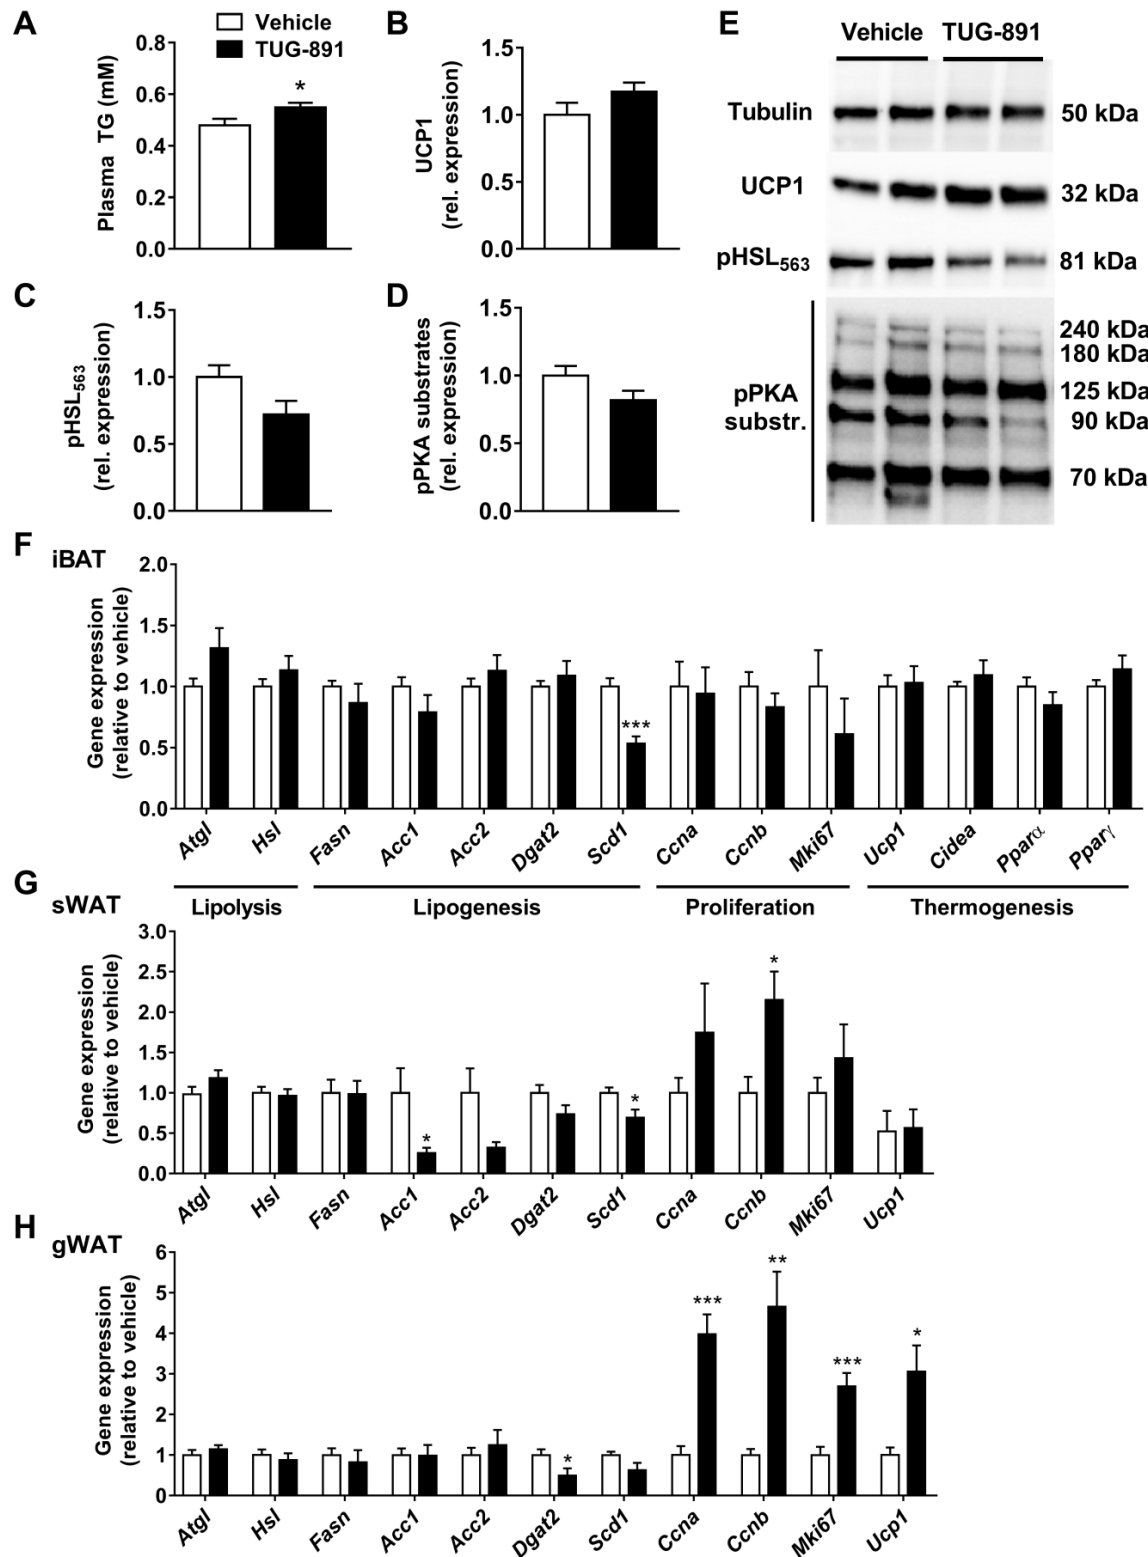 A
Vehicle
TUG-891
0.8
0.6
0.4
0.2
0.0
Plasma TG (mM)
*
B
1.5
1.0
0.5
0.0
UCP1
(rel. expression)
C
1.5
1.0
0.5
0.0
pHSL₅₆₃
(rel. expression)
D
1.5
1.0
0.5
0.0
pPKA substrates
(rel. expression)
E
Vehicle TUG-891
Tubulin 50 kDa
UCP1 32 kDa
pHSL₅₆₃ 81 kDa
240 kDa
180 kDa
125 kDa
pPKA
substr.
90 kDa
70 kDa
F iBAT
2.0
1.5
1.0
0.5
0.0
Gene expression
(relative to vehicle)
***
Atgl Hsl Fasn Acc1 Acc2 Dgat2 Scd1 Ccna Ccnb Mki67 Ucp1 Cidea Pparα Pparγ
Lipolysis Lipogenesis Proliferation Thermogenesis
G sWAT
3.0
2.5
2.0
1.5
1.0
0.5
0.0
Gene expression
(relative to vehicle)
* * *
Atgl Hsl Fasn Acc1 Acc2 Dgat2 Scd1 Ccna Ccnb Mki67 Ucp1
H gWAT
6
5
4
3
2
1
0
Gene expression
(relative to vehicle)
* *** ** *** *
Atgl Hsl Fasn Acc1 Acc2 Dgat2 Scd1 Ccna Ccnb Mki67 Ucp1